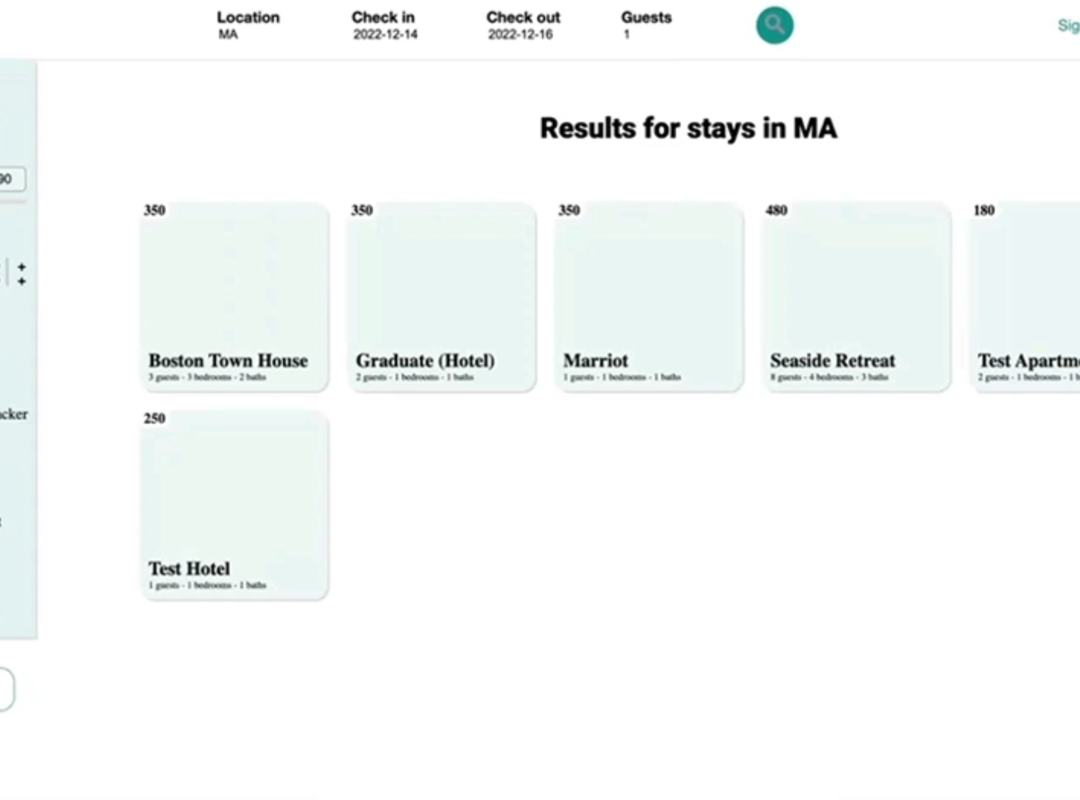 Location Check in Check out Guests
MA 2022-12-14 2022-12-16 1
Sig
Results for stays in MA
90
350 350 350 480 180
Boston Town House Graduate (Hotel) Marriot Seaside Retreat Test Apartme
3 guests - 3 bedrooms - 2 baths 2 guests - 1 bedrooms - 1 baths 1 guests - 1 bedrooms - 1 baths 8 guests - 4 bedrooms - 3 baths 2 guests - 1 bedrooms - 1 b
acker
250
Test Hotel
1 guests - 1 bedrooms - 1 baths